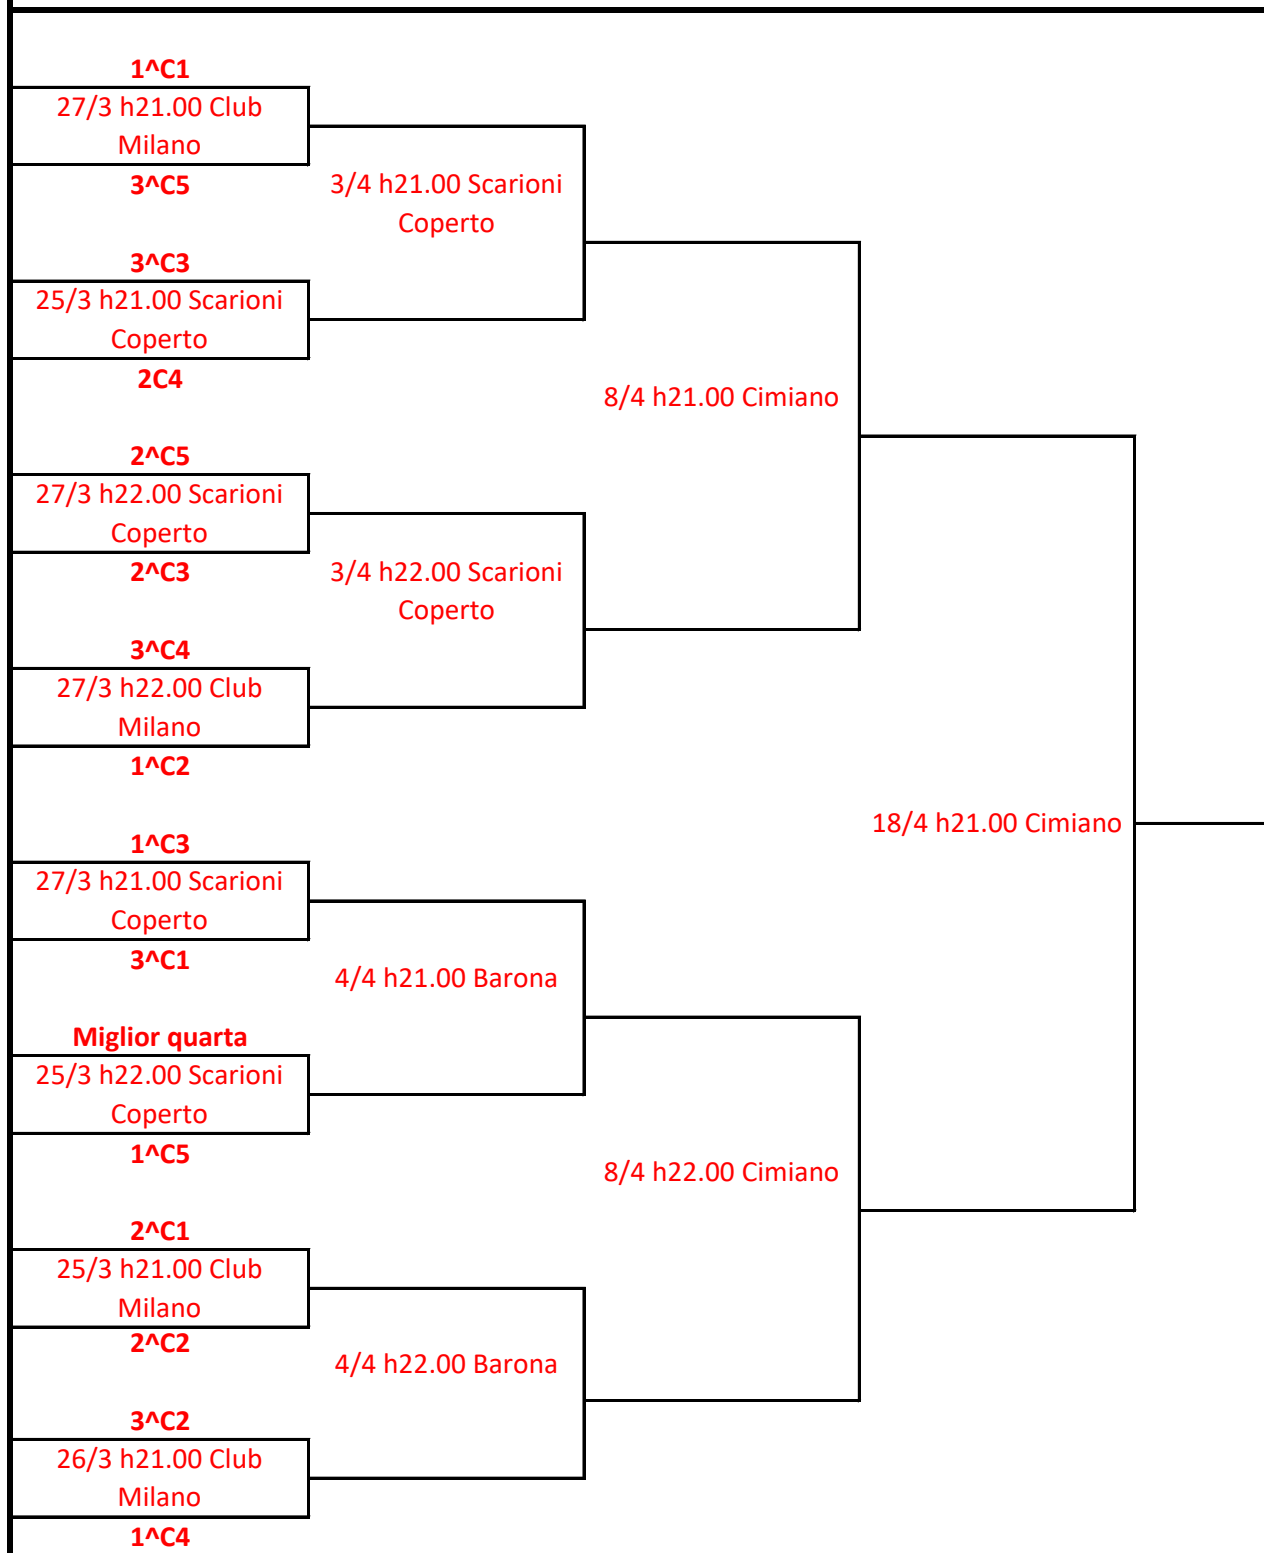 1^C1
27/3 h21.00 Club
Milano
3^C5
3/4 h21.00 Scarioni
Coperto
3^C3
25/3 h21.00 Scarioni
Coperto
2C4
8/4 h21.00 Cimiano
2^C5
27/3 h22.00 Scarioni
Coperto
2^C3
3/4 h22.00 Scarioni
Coperto
3^C4
27/3 h22.00 Club
Milano
1^C2
18/4 h21.00 Cimiano
1^C3
27/3 h21.00 Scarioni
Coperto
3^C1
4/4 h21.00 Barona
Miglior quarta
25/3 h22.00 Scarioni
Coperto
1^C5
8/4 h22.00 Cimiano
2^C1
25/3 h21.00 Club
Milano
2^C2
4/4 h22.00 Barona
3^C2
26/3 h21.00 Club
Milano
1^C4